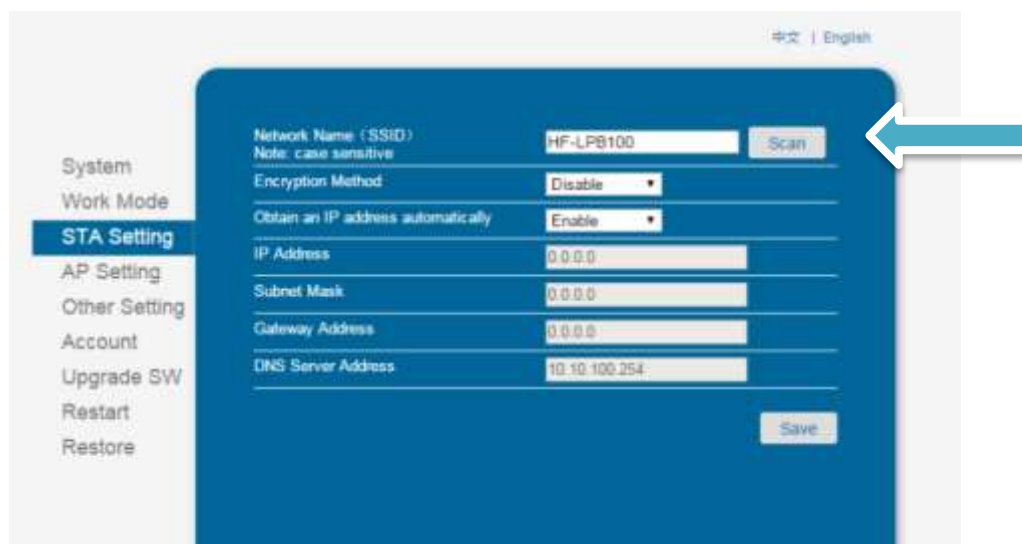 中文 | English
System
Work Mode
STA Setting
AP Setting
Other Setting
Account
Upgrade SW
Restart
Restore
Network Name（SSID）
Note: case sensitive
HF-LPB100
Scan
Encryption Method
Disable
Obtain an IP address automatically
Enable
IP Address
0.0.0.0
Subnet Mask
0.0.0.0
Gateway Address
0.0.0.0
DNS Server Address
10.10.100.254
Save